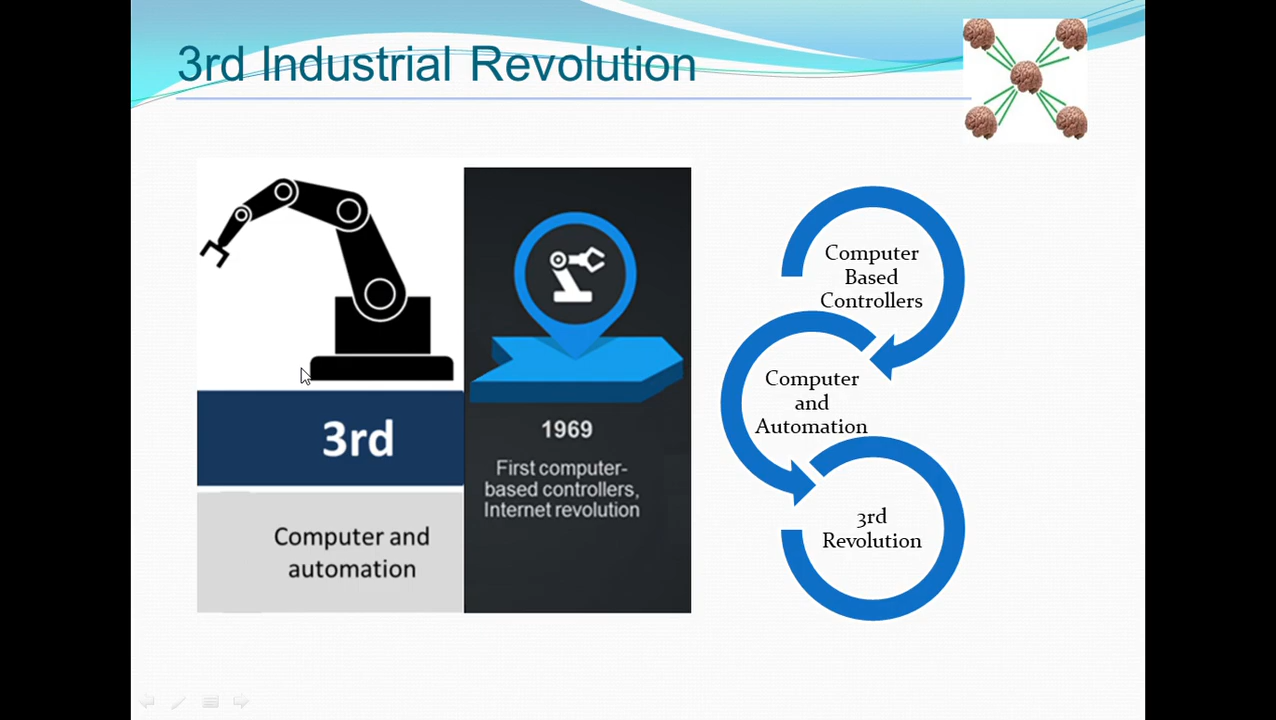 3rd Industrial Revolution
3rd
Computer and
automation
1969
First computer-
based controllers,
Internet revolution
Computer
Based
Controllers
Computer
and
Automation
3rd
Revolution